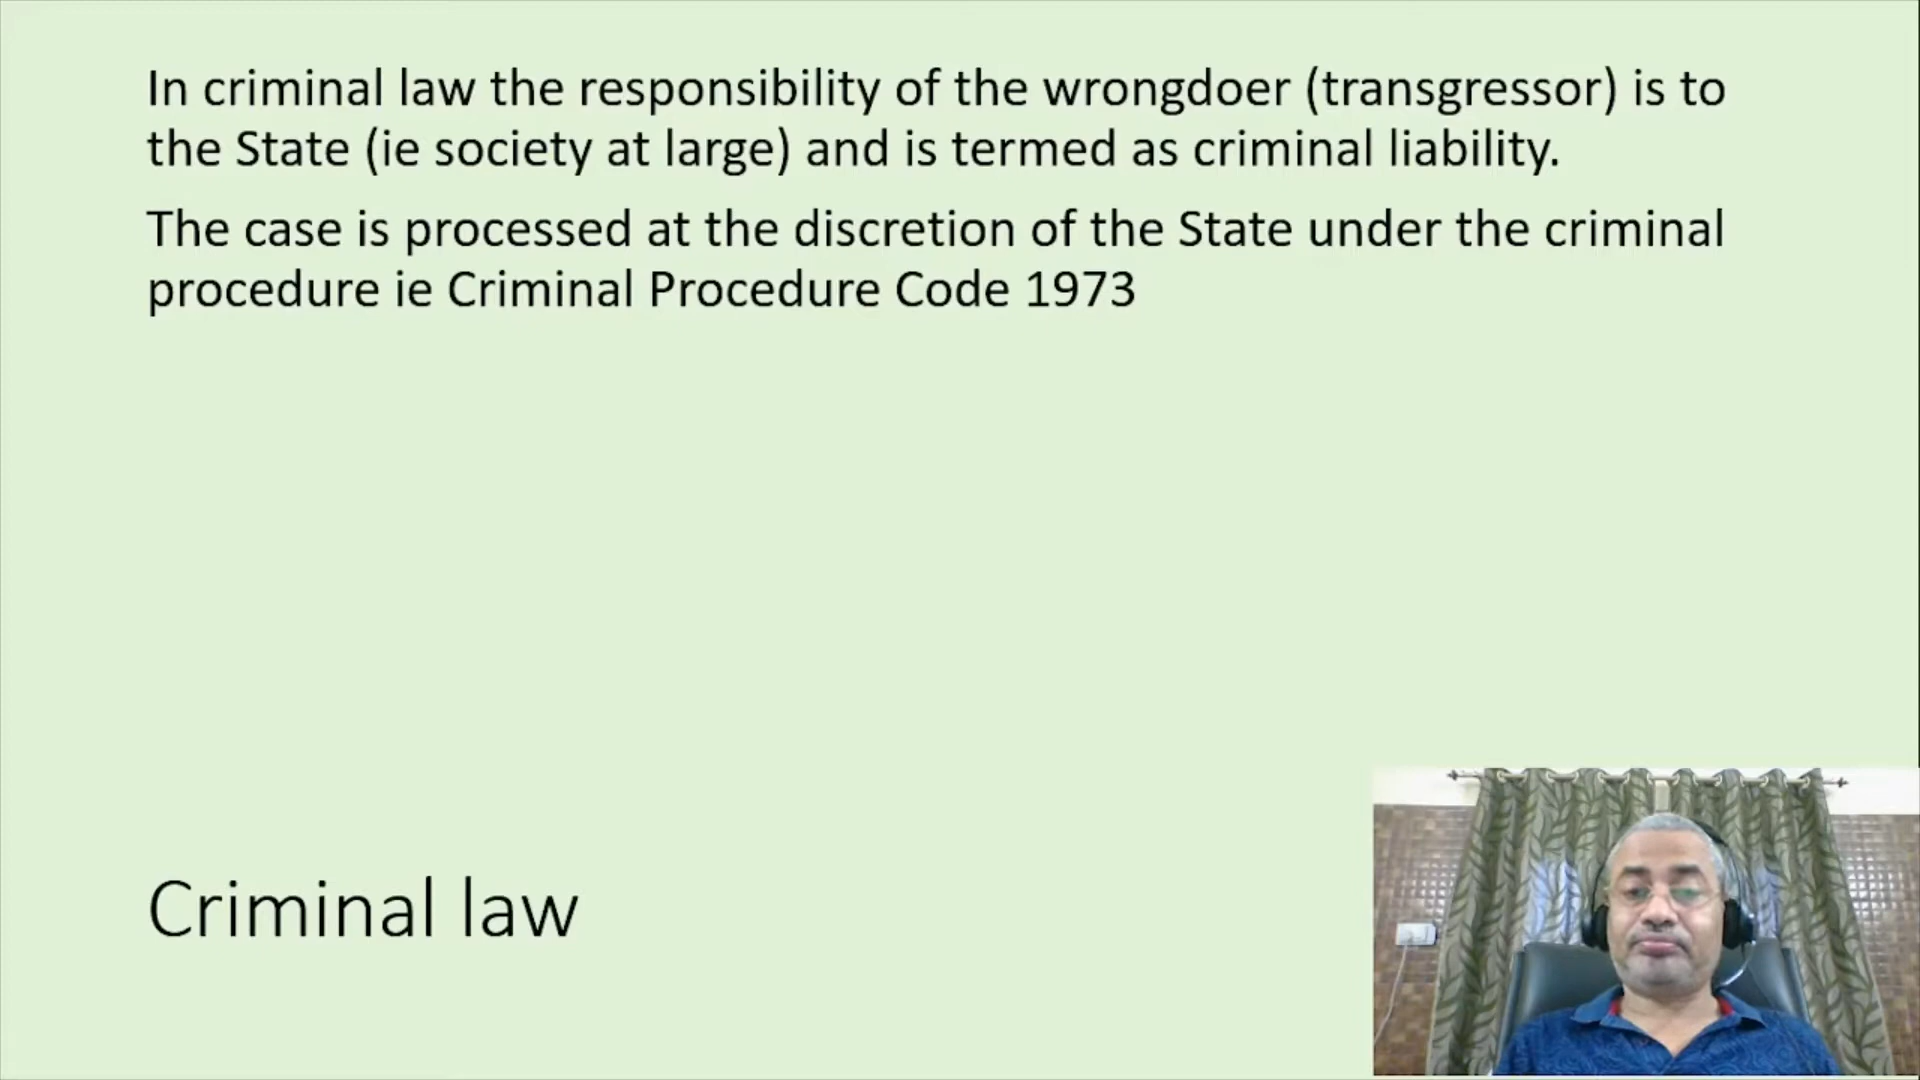 In criminal law the responsibility of the wrongdoer (transgressor) is to
the State (ie society at large) and is termed as criminal liability.
The case is processed at the discretion of the State under the criminal
procedure ie Criminal Procedure Code 1973
Criminal law